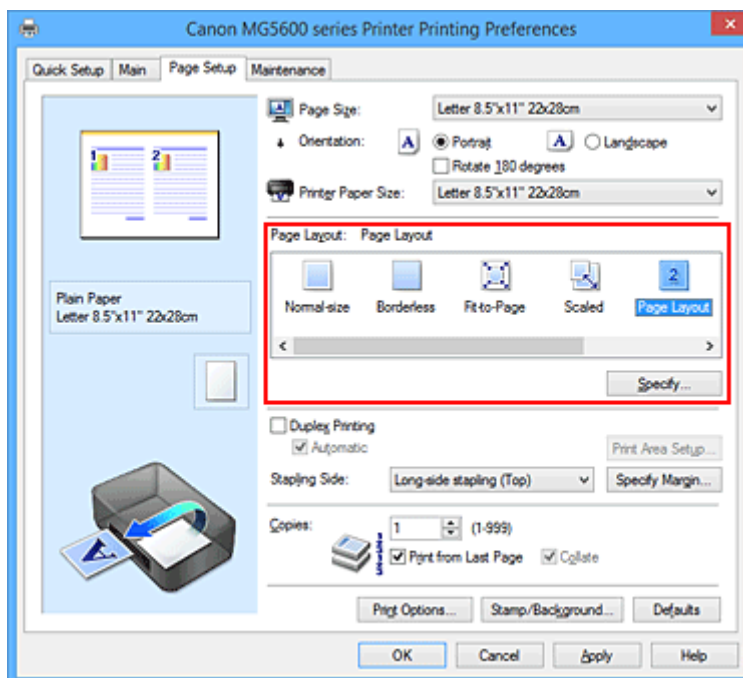 Canon MG5600 series Printer Printing Preferences
Quick Setup Main Page Setup Maintenance
1 2
Plain Paper
Letter 8.5"x11" 22x28cm
Page Size: Letter 8.5"x11" 22x28cm
Orientation: A Portrait A Landscape
Rotate 180 degrees
Printer Paper Size: Letter 8.5"x11" 22x28cm
Page Layout: Page Layout
2
Normal-size Borderless Fit-to-Page Scaled Page Layout
Specify...
Duplex Printing
Automatic Print Area Setup...
Stapling Side: Long-side stapling (Top) Specify Margin...
Copies: 1 (1-999)
Print from Last Page Collate
A
Print Options... Stamp/Background... Defaults
OK Cancel Apply Help